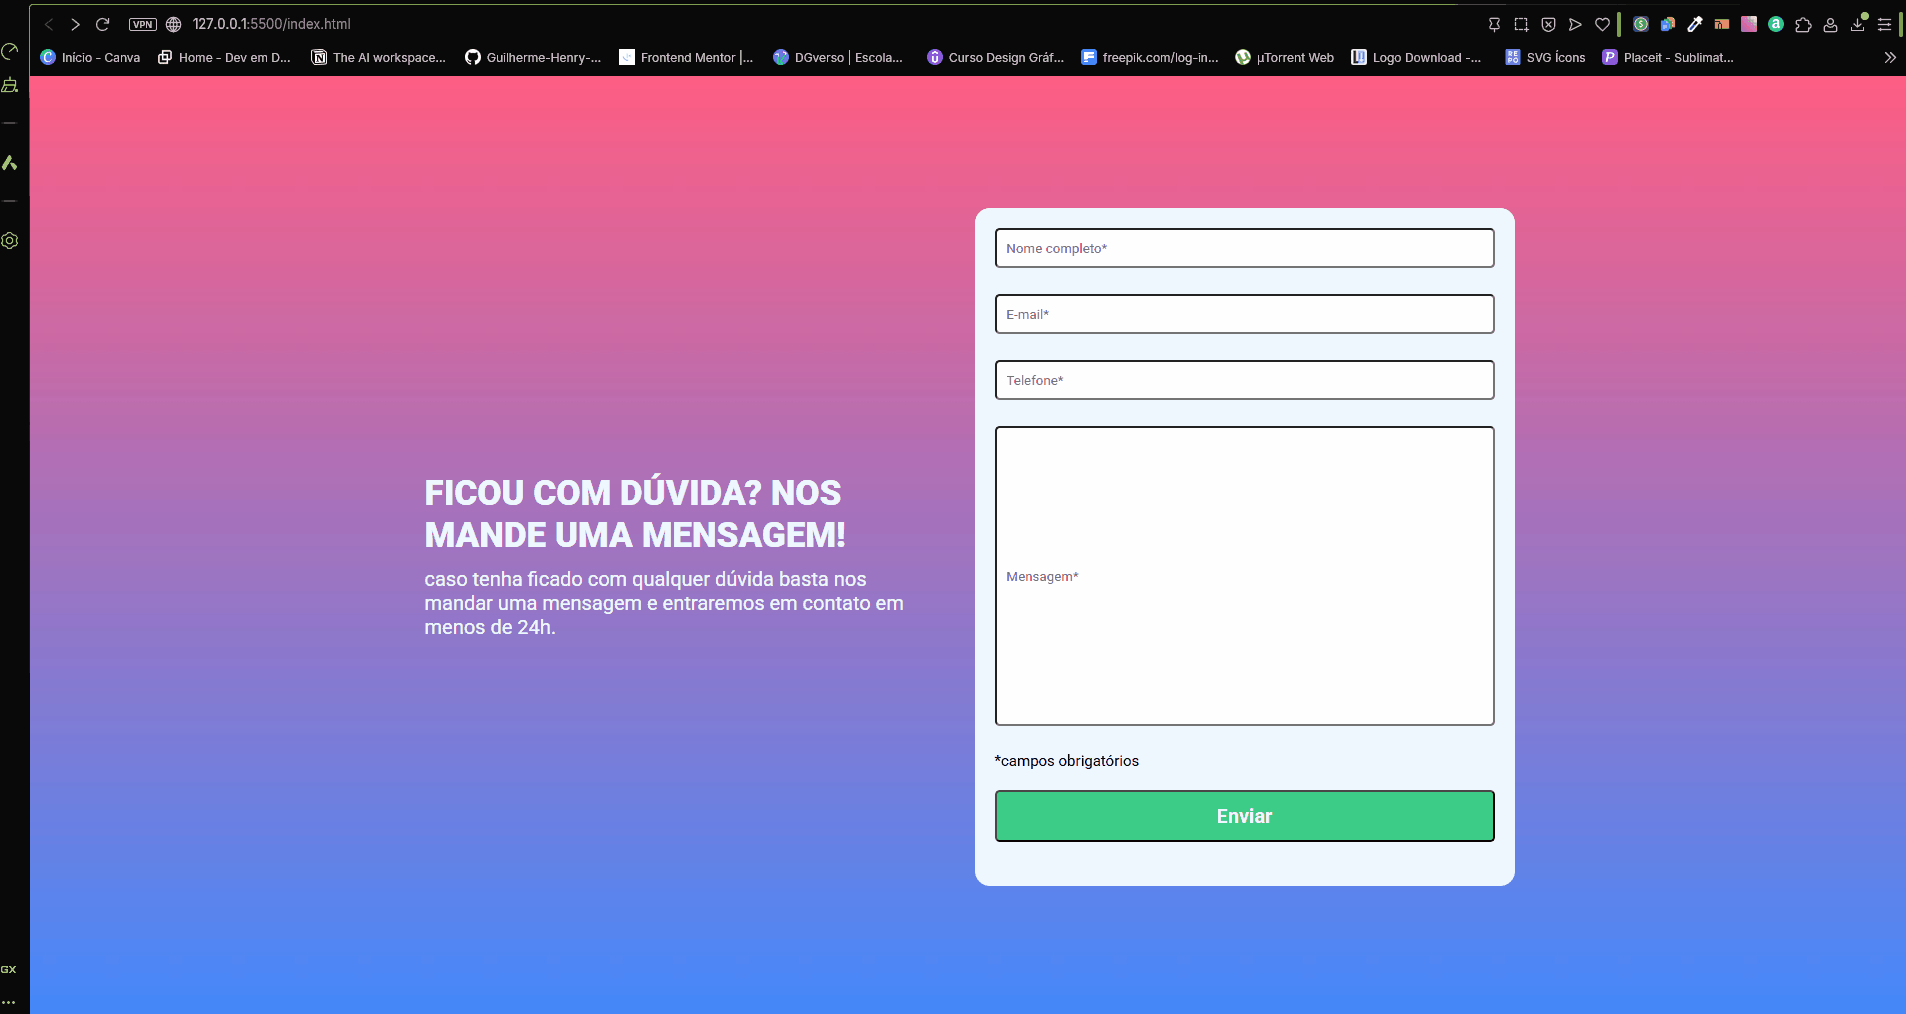 VPN
127.0.0.1:5500/index.html
Início - Canva
Home - Dev em D...
The AI workspace...
Guilherme-Henry-...
Frontend Mentor |...
DGverso | Escola...
Curso Design Gráf...
freepik.com/log-in...
µTorrent Web
Logo Download -...
SVG Ícons
Placeit - Sublimat...
FICOU COM DÚVIDA? NOS
MANDE UMA MENSAGEM!
caso tenha ficado com qualquer dúvida basta nos
mandar uma mensagem e entraremos em contato em
menos de 24h.
Nome completo*
E-mail*
Telefone*
Mensagem*
*campos obrigatórios
Enviar
GX